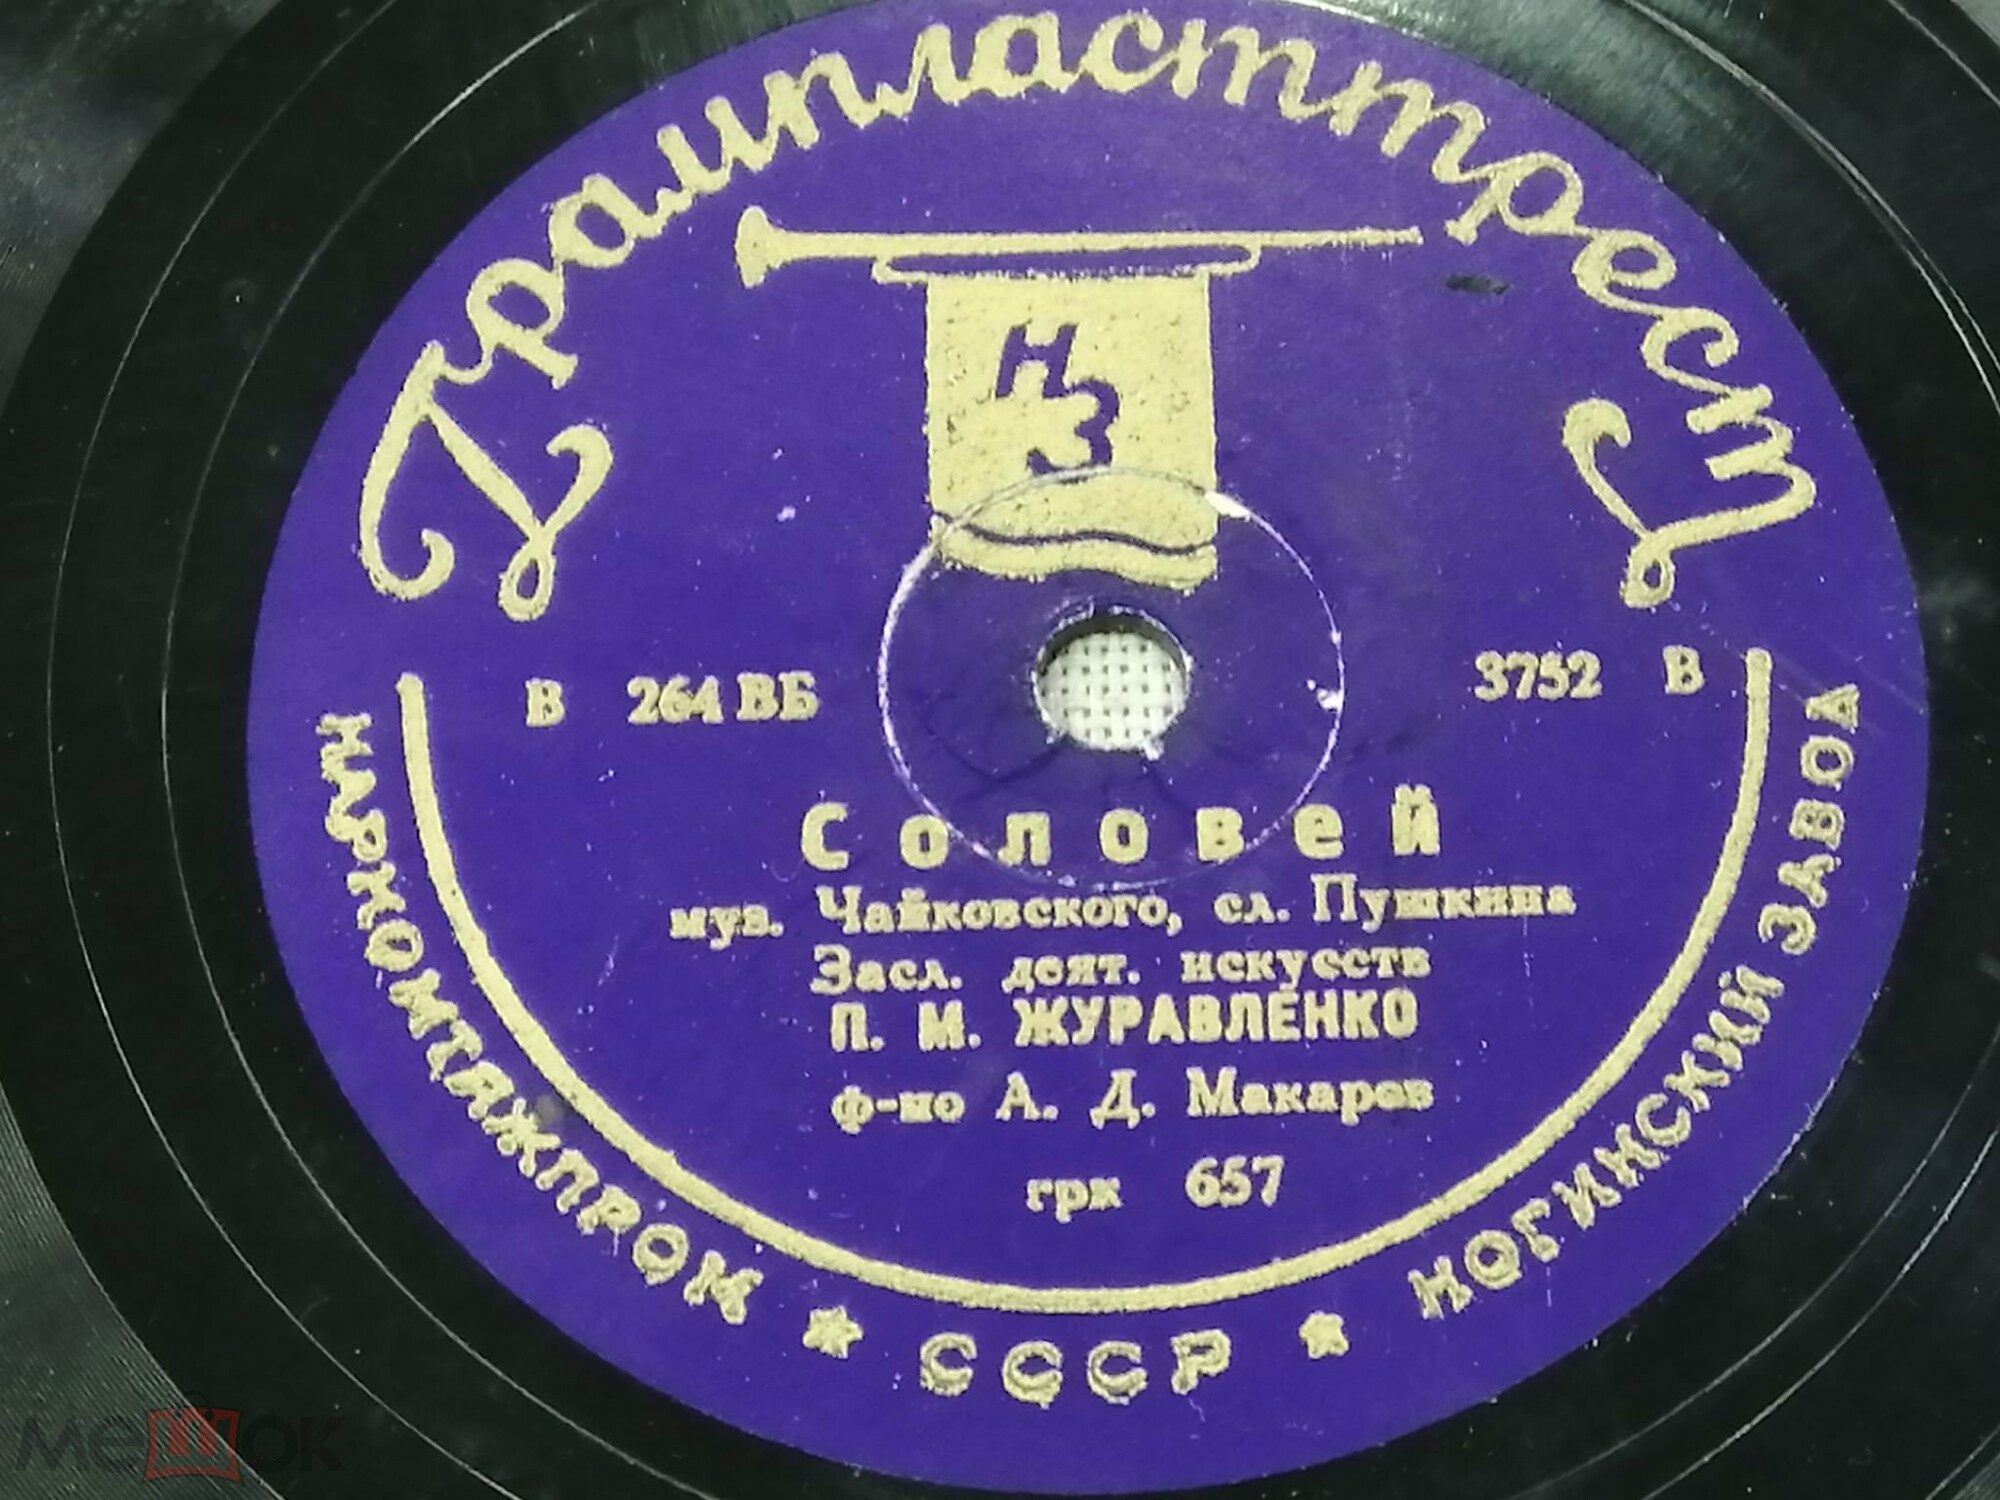 Грампласттрест
НЗ
В 264 ВБ
3752 В
Соловей
муз. Чайковского, сл. Пушкина
Засл. деят. искусств
П. М. ЖУРАВЛЕНКО
ф-но А. Д. Макаров
грк 657
НАРКОМТЯЖПРОМ ★ СССР ★ НОГИНСКИЙ ЗАВОД
мешок